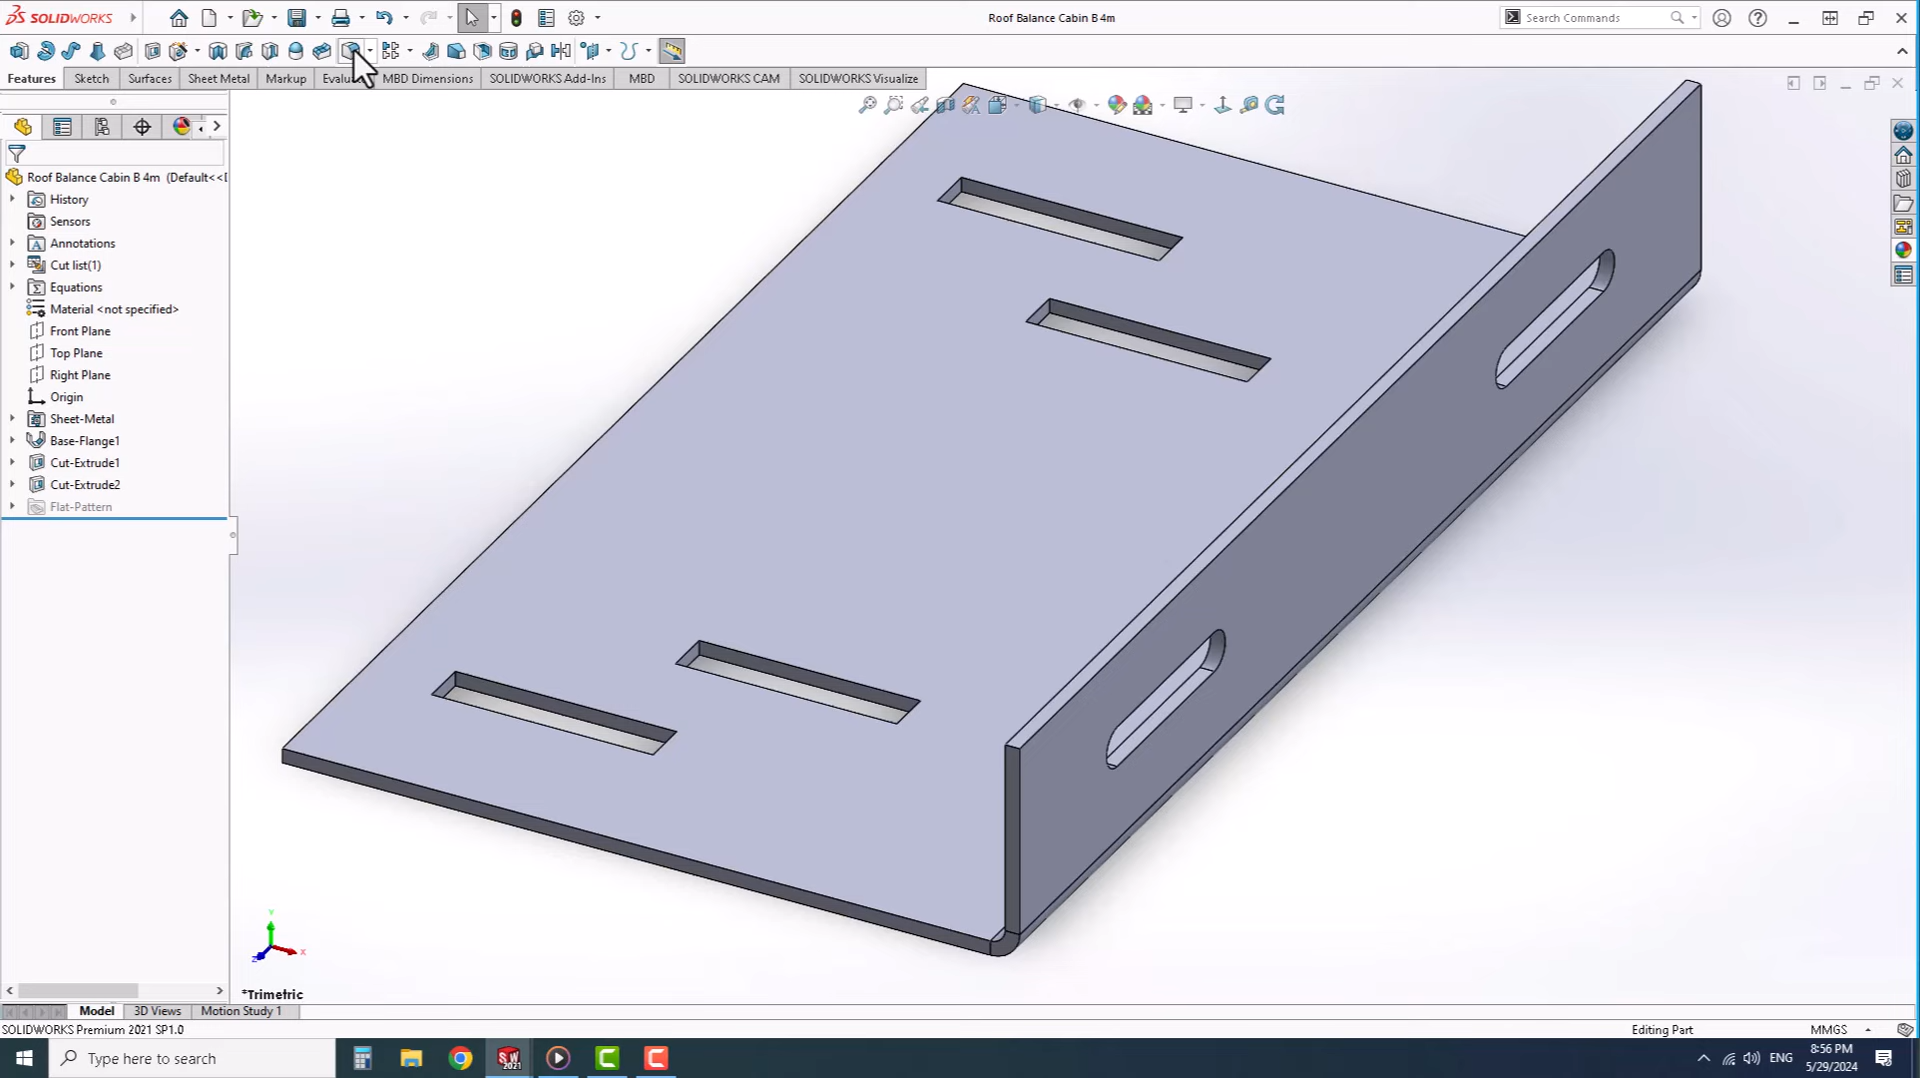 SOLIDWORKS
Roof Balance Cabin B 4m
Search Commands
Features
Sketch
Surfaces
Sheet Metal
Markup
MBD Dimensions
SOLIDWORKS Add-Ins
MBD
SOLIDWORKS CAM
SOLIDWORKS Visualize
Roof Balance Cabin B 4m (Default<<
History
Sensors
Annotations
Cut list(1)
Equations
Material <not specified>
Front Plane
Top Plane
Right Plane
Origin
Sheet-Metal
Base-Flange1
Cut-Extrude1
Cut-Extrude2
Flat-Pattern
Y
X
Z
*Trimetric
Model
3D Views
Motion Study 1
SOLIDWORKS Premium 2021 SP1.0
Editing Part
MMGS
Type here to search
SW
2021
ENG
8:56 PM
5/29/2024